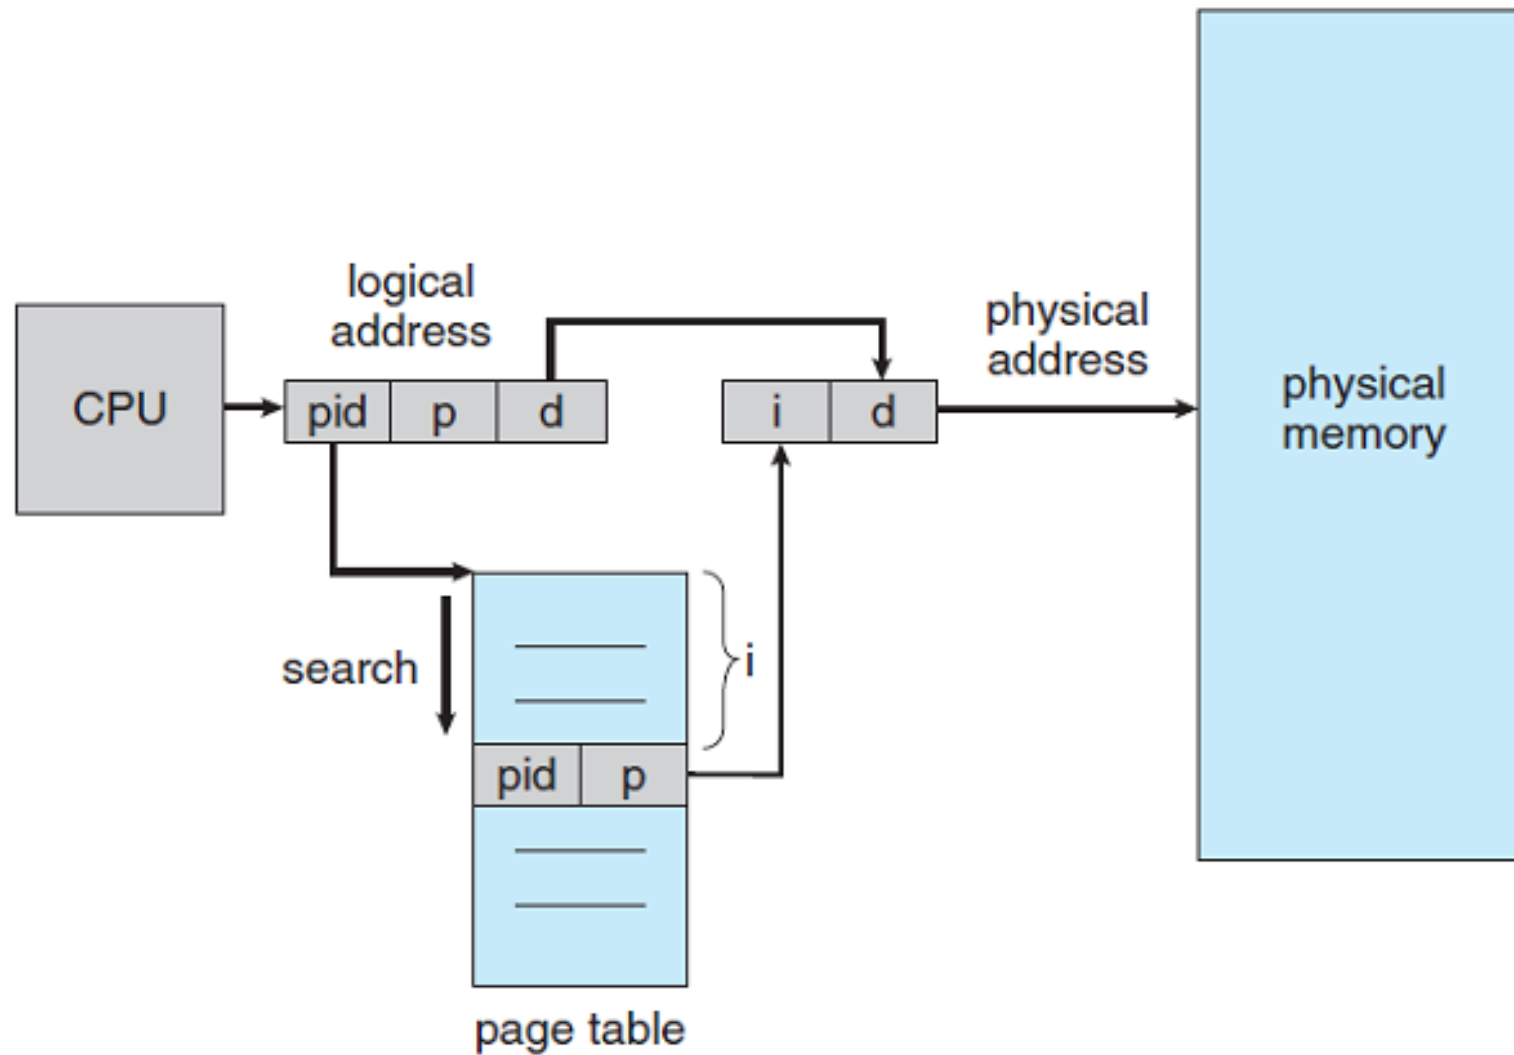 logical
address
physical
address
CPU
pid p d
i d
physical
memory
search
i
pid p
page table